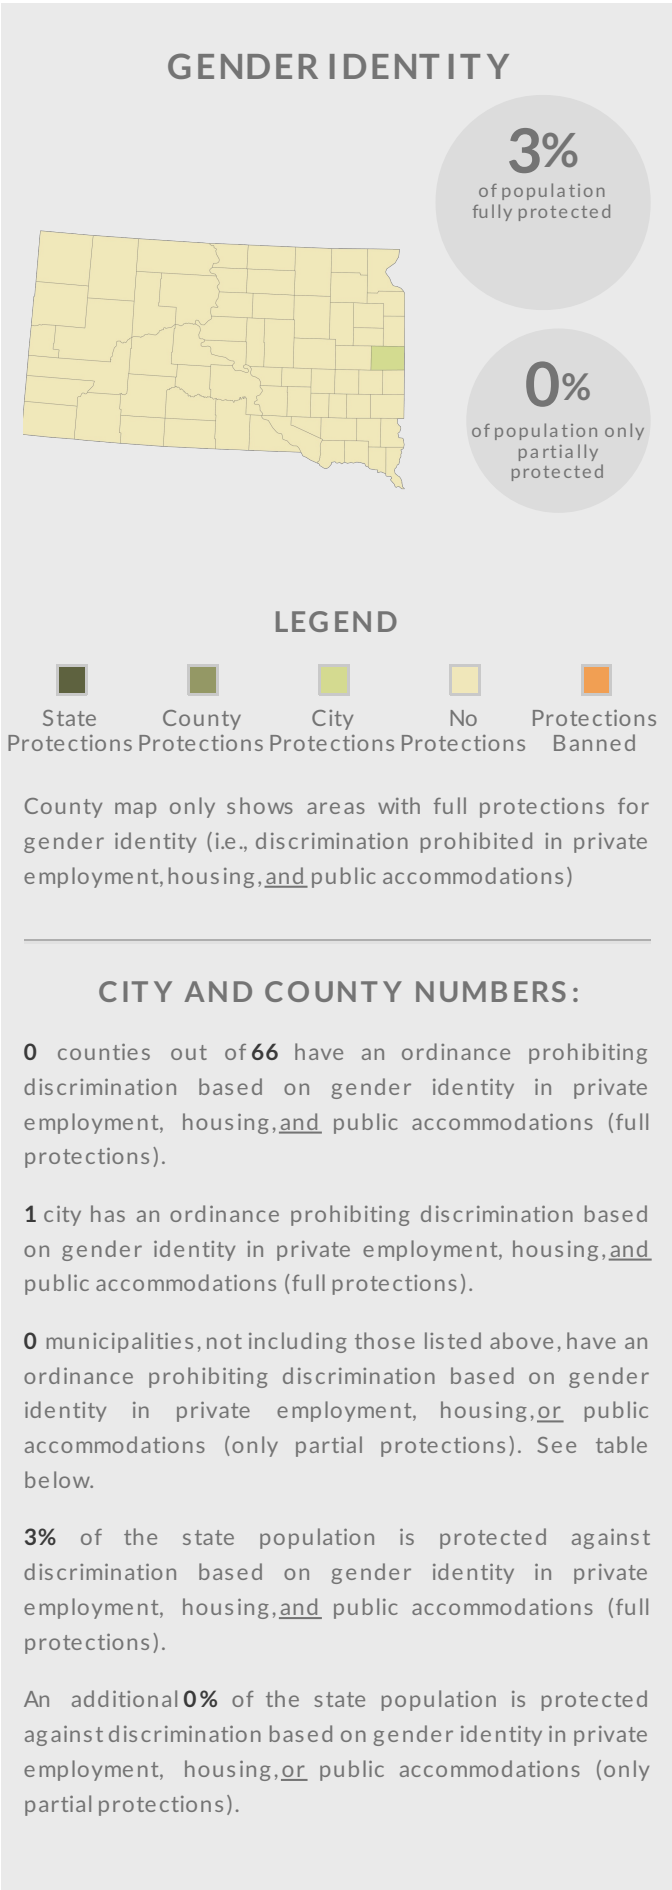 GENDER IDENTITY
3%
of population
fully protected
0%
of population only
partially
protected
LEGEND
State
Protections
County
Protections
City
Protections
No
Protections
Protections
Banned
County map only shows areas with full protections for
gender identity (i.e., discrimination prohibited in private
employment, housing, and public accommodations)
CITY AND COUNTY NUMBERS:
0 counties out of 66 have an ordinance prohibiting
discrimination based on gender identity in private
employment, housing, and public accommodations (full
protections).
1 city has an ordinance prohibiting discrimination based
on gender identity in private employment, housing, and
public accommodations (full protections).
0 municipalities, not including those listed above, have an
ordinance prohibiting discrimination based on gender
identity in private employment, housing, or public
accommodations (only partial protections). See table
below.
3% of the state population is protected against
discrimination based on gender identity in private
employment, housing, and public accommodations (full
protections).
An additional 0% of the state population is protected
against discrimination based on gender identity in private
employment, housing, or public accommodations (only
partial protections).